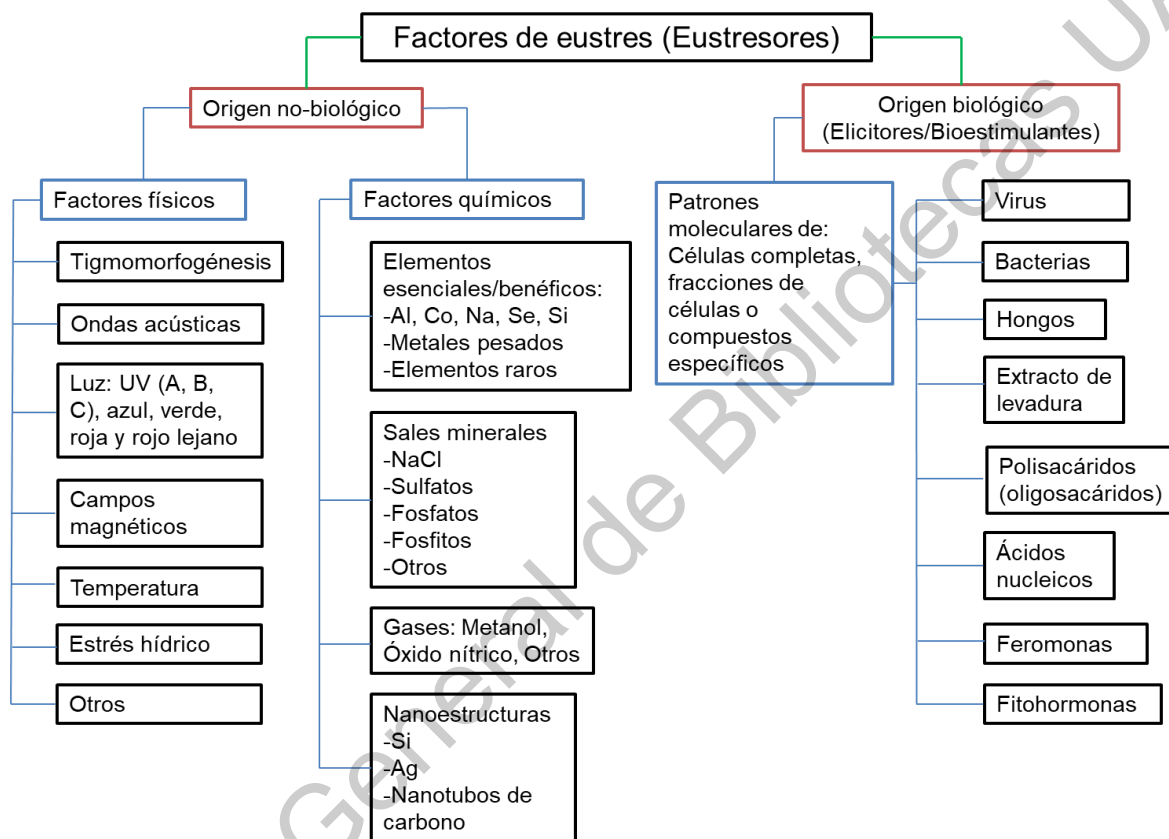 Factores de eustres (Eustresores)
Origen no-biológico
Origen biológico
(Elicitores/Bioestimulantes)
Factores físicos
Tigmomorfogénesis
Ondas acústicas
Luz: UV (A, B,
C), azul, verde,
roja y rojo lejano
Campos
magnéticos
Temperatura
Estrés hídrico
Otros
Factores químicos
Elementos
esenciales/benéficos:
-Al, Co, Na, Se, Si
-Metales pesados
-Elementos raros
Sales minerales
-NaCl
-Sulfatos
-Fosfatos
-Fosfitos
-Otros
Gases: Metanol,
Óxido nítrico, Otros
Nanoestructuras
-Si
-Ag
-Nanotubos de
carbono
Patrones
moleculares de:
Células completas,
fracciones de
células o
compuestos
específicos
Virus
Bacterias
Hongos
Extracto de
levadura
Polisacáridos
(oligosacáridos)
Ácidos
nucleicos
Feromonas
Fitohormonas
General de Bibliotecas